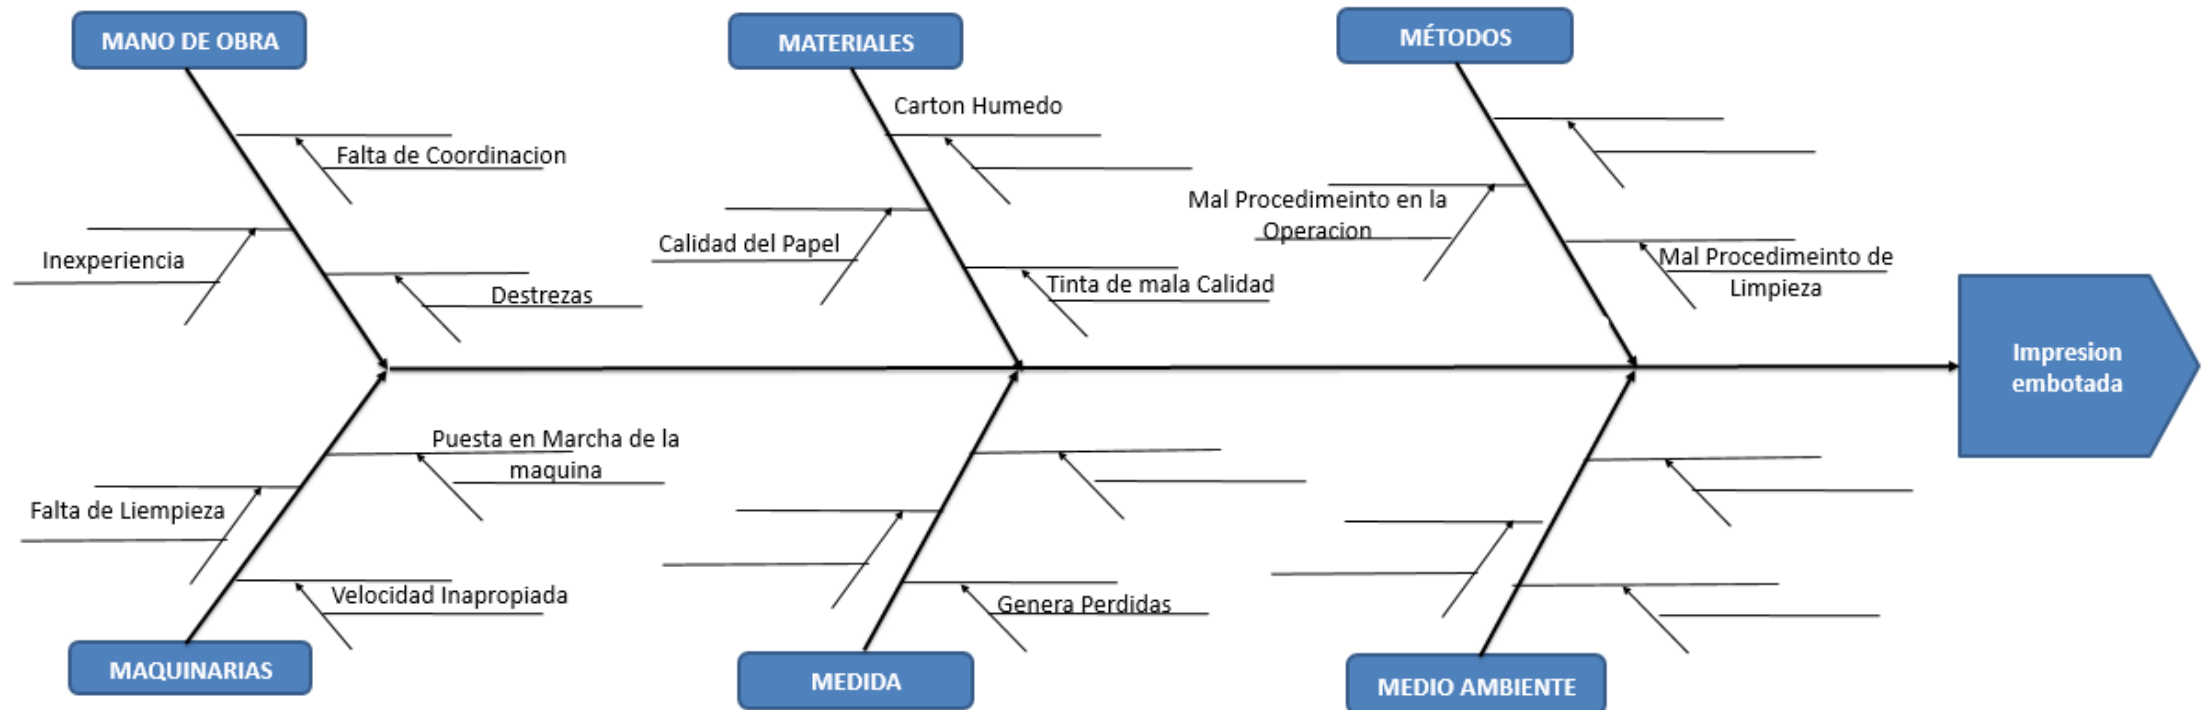 MANO DE OBRA
MATERIALES
MÉTODOS
Falta de Coordinacion
Inexperiencia
Destrezas
Carton Humedo
Calidad del Papel
Tinta de mala Calidad
Mal Procedimeinto en la
Operacion
Mal Procedimeinto de
Limpieza
Impresion
embotada
Puesta en Marcha de la
maquina
Falta de Liempieza
Velocidad Inapropiada
Genera Perdidas
MAQUINARIAS
MEDIDA
MEDIO AMBIENTE